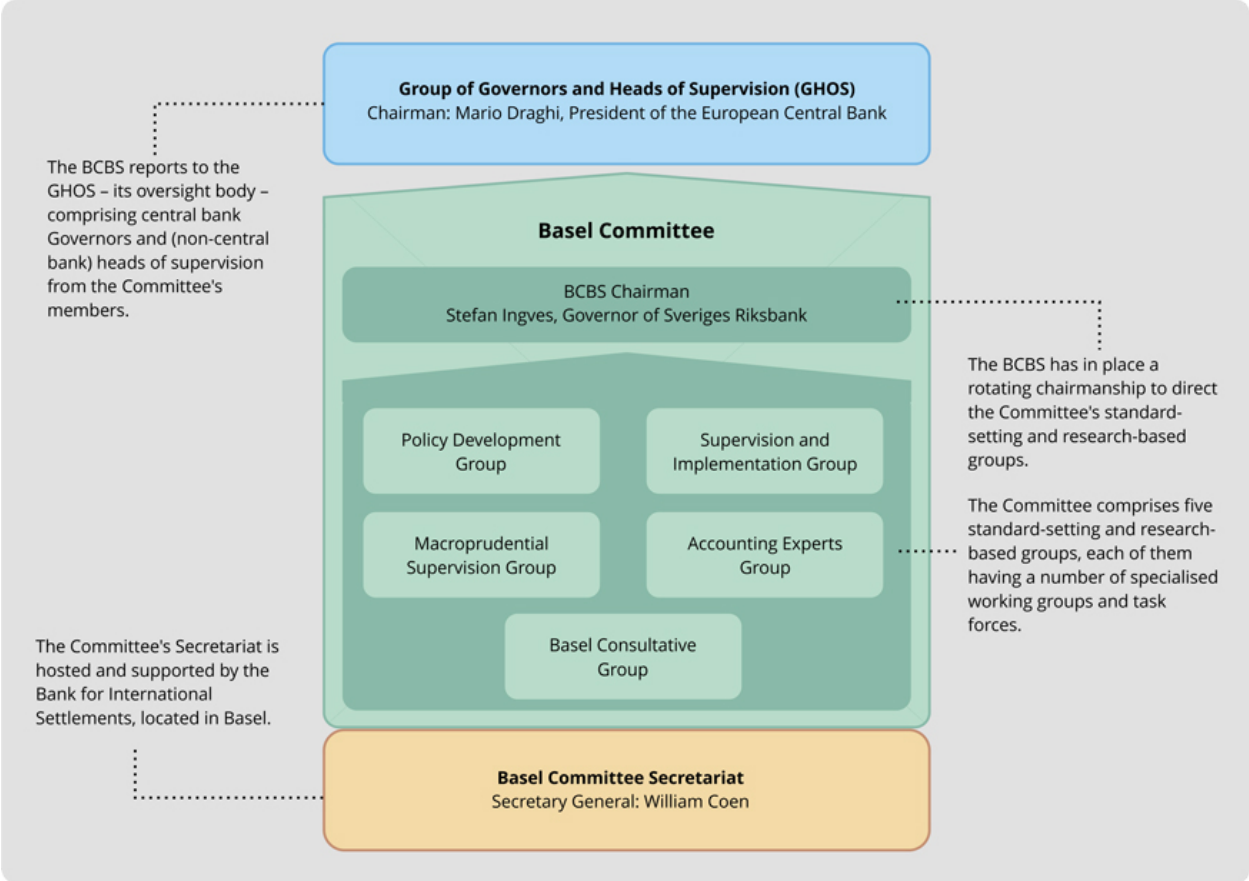 Group of Governors and Heads of Supervision (GHOS)
Chairman: Mario Draghi, President of the European Central Bank
The BCBS reports to the
GHOS – its oversight body –
comprising central bank
Governors and (non-central
bank) heads of supervision
from the Committee's
members.
Basel Committee
BCBS Chairman
Stefan Ingves, Governor of Sveriges Riksbank
The BCBS has in place a
rotating chairmanship to direct
the Committee's standard-
setting and research-based
groups.
Policy Development
Group
Supervision and
Implementation Group
Macroprudential
Supervision Group
Accounting Experts
Group
Basel Consultative
Group
The Committee comprises five
standard-setting and research-
based groups, each of them
having a number of specialised
working groups and task
forces.
The Committee's Secretariat is
hosted and supported by the
Bank for International
Settlements, located in Basel.
Basel Committee Secretariat
Secretary General: William Coen